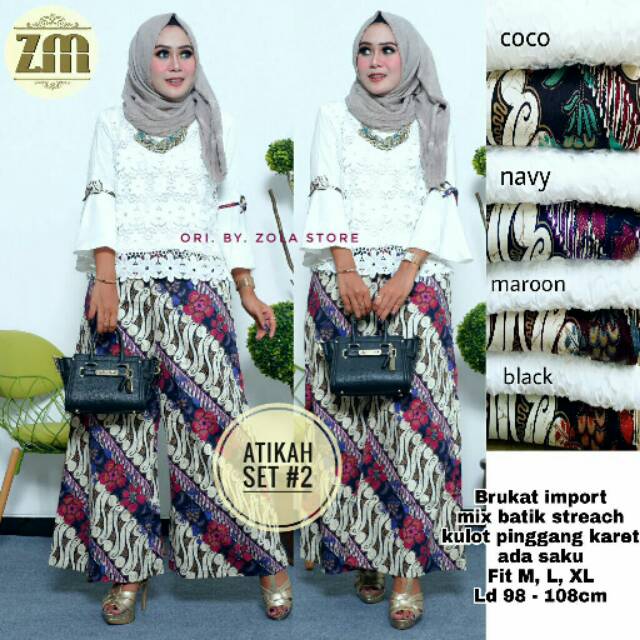 ZM
coco
navy
maroon
black
ORI. BY. ZOLA STORE
ATIKAH
SET #2
Brukat import
mix batik streach
kulot pinggang karet
ada saku
Fit M, L, XL
Ld 98 - 108cm